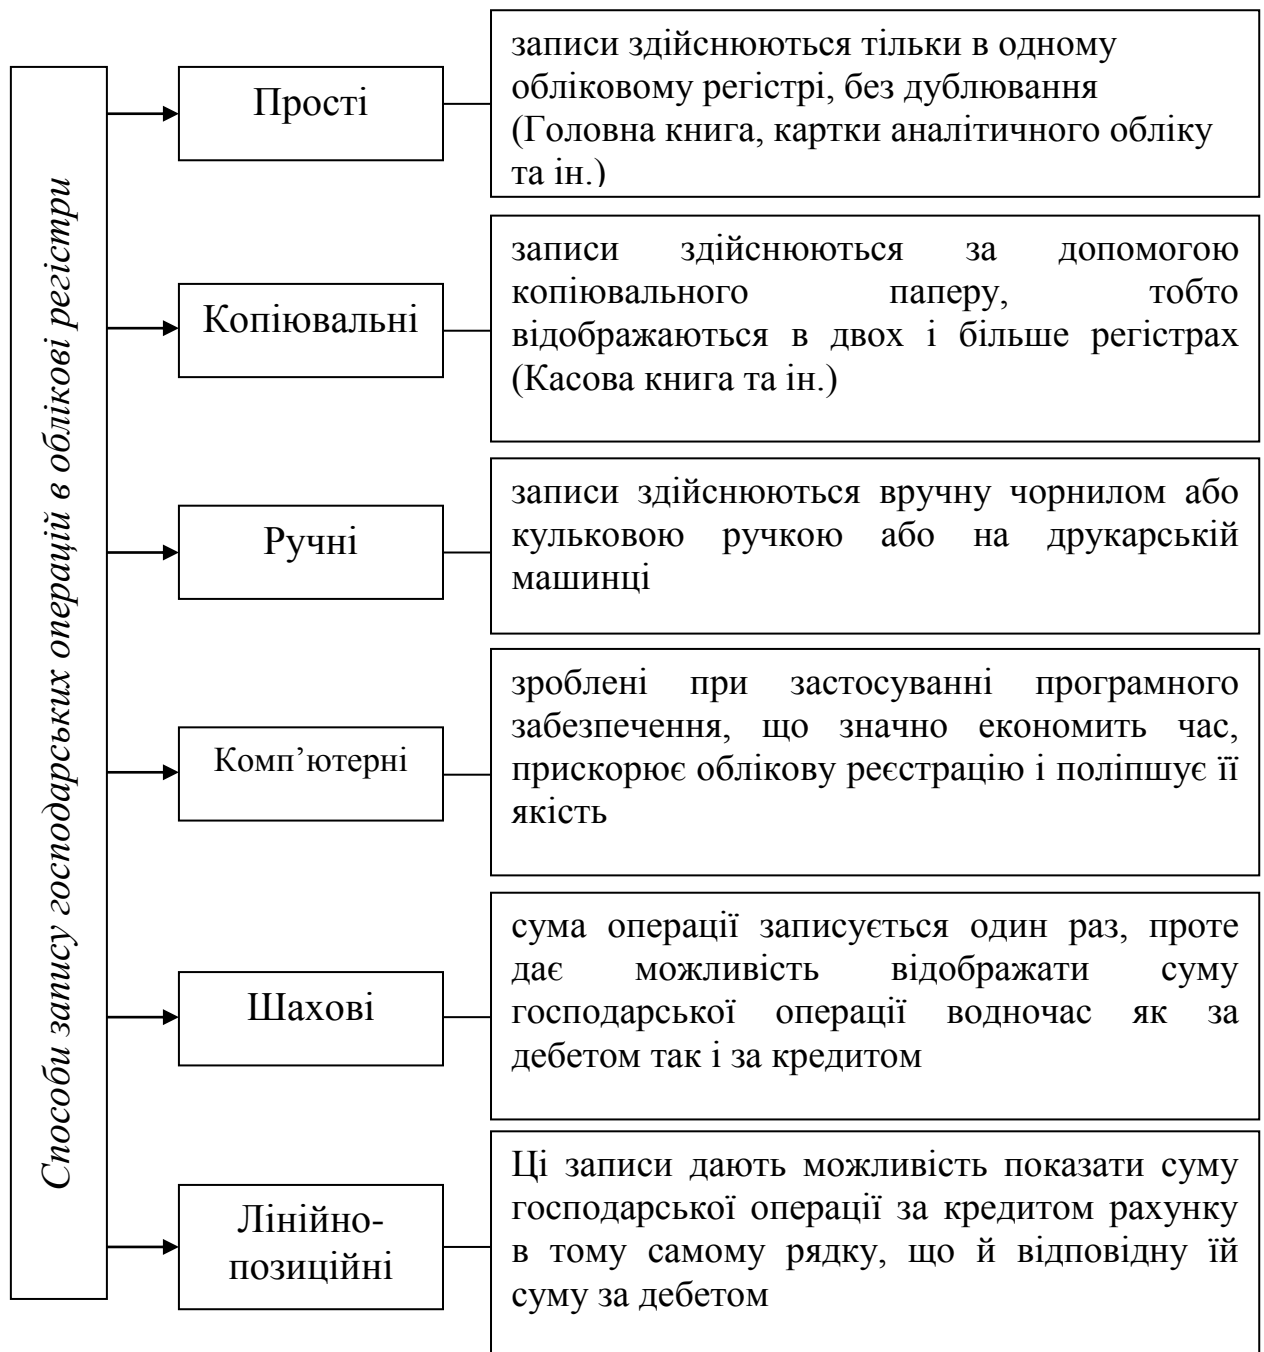 Способи запису господарських операцій в облікові регістри
Прості
записи здійснюються тільки в одному
обліковому регістрі, без дублювання
(Головна книга, картки аналітичного обліку
та ін.)
Копіювальні
записи здійснюються за допомогою
копіювального паперу, тобто
відображаються в двох і більше регістрах
(Касова книга та ін.)
Ручні
записи здійснюються вручну чорнилом або
кульковою ручкою або на друкарській
машинці
Комп’ютерні
зроблені при застосуванні програмного
забезпечення, що значно економить час,
прискорює облікову реєстрацію і поліпшує її
якість
Шахові
сума операції записується один раз, проте
дає можливість відображати суму
господарської операції водночас як за
дебетом так і за кредитом
Лінійно-
позиційні
Ці записи дають можливість показати суму
господарської операції за кредитом рахунку
в тому самому рядку, що й відповідну їй
суму за дебетом